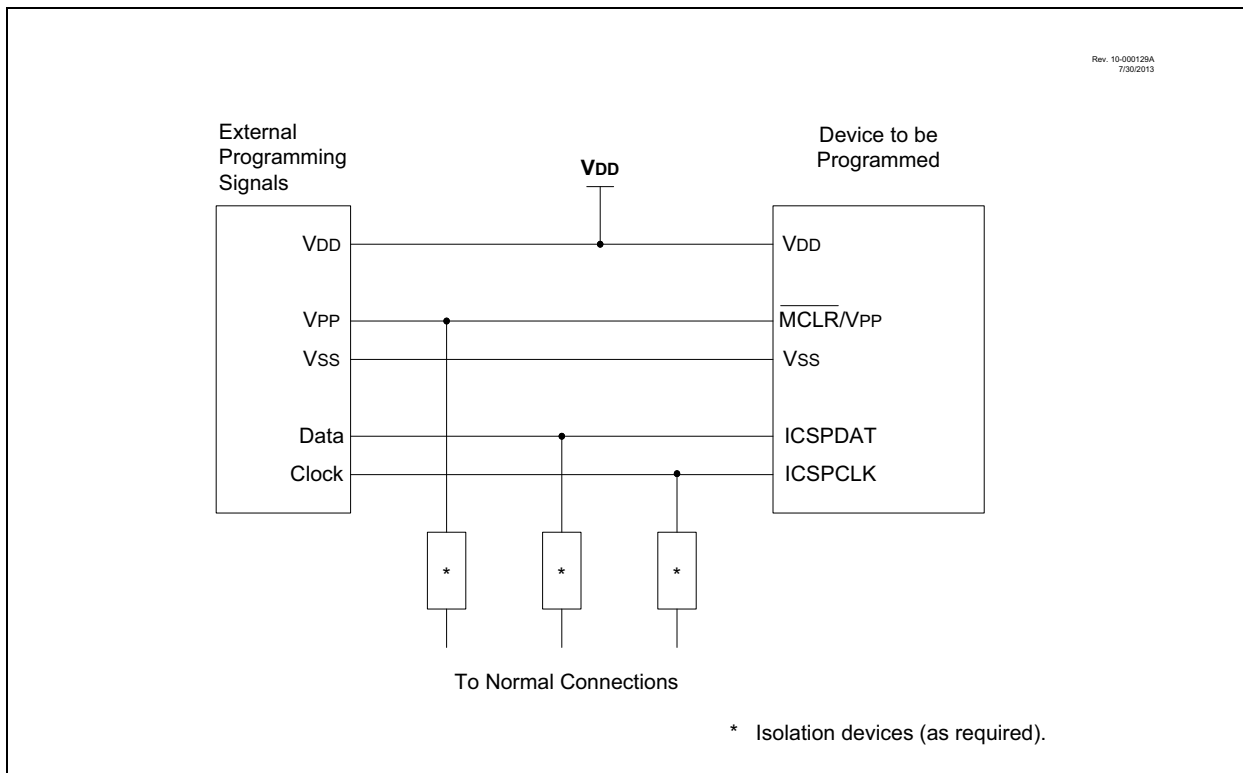 Rev. 10-000129A
7/30/2013
External
Programming
Signals
VDD
Device to be
Programmed
VDD
VPP
VSS
Data
Clock
VDD
MCLR/VPP
VSS
ICSPDAT
ICSPCLK
*
*
*
To Normal Connections
* Isolation devices (as required).